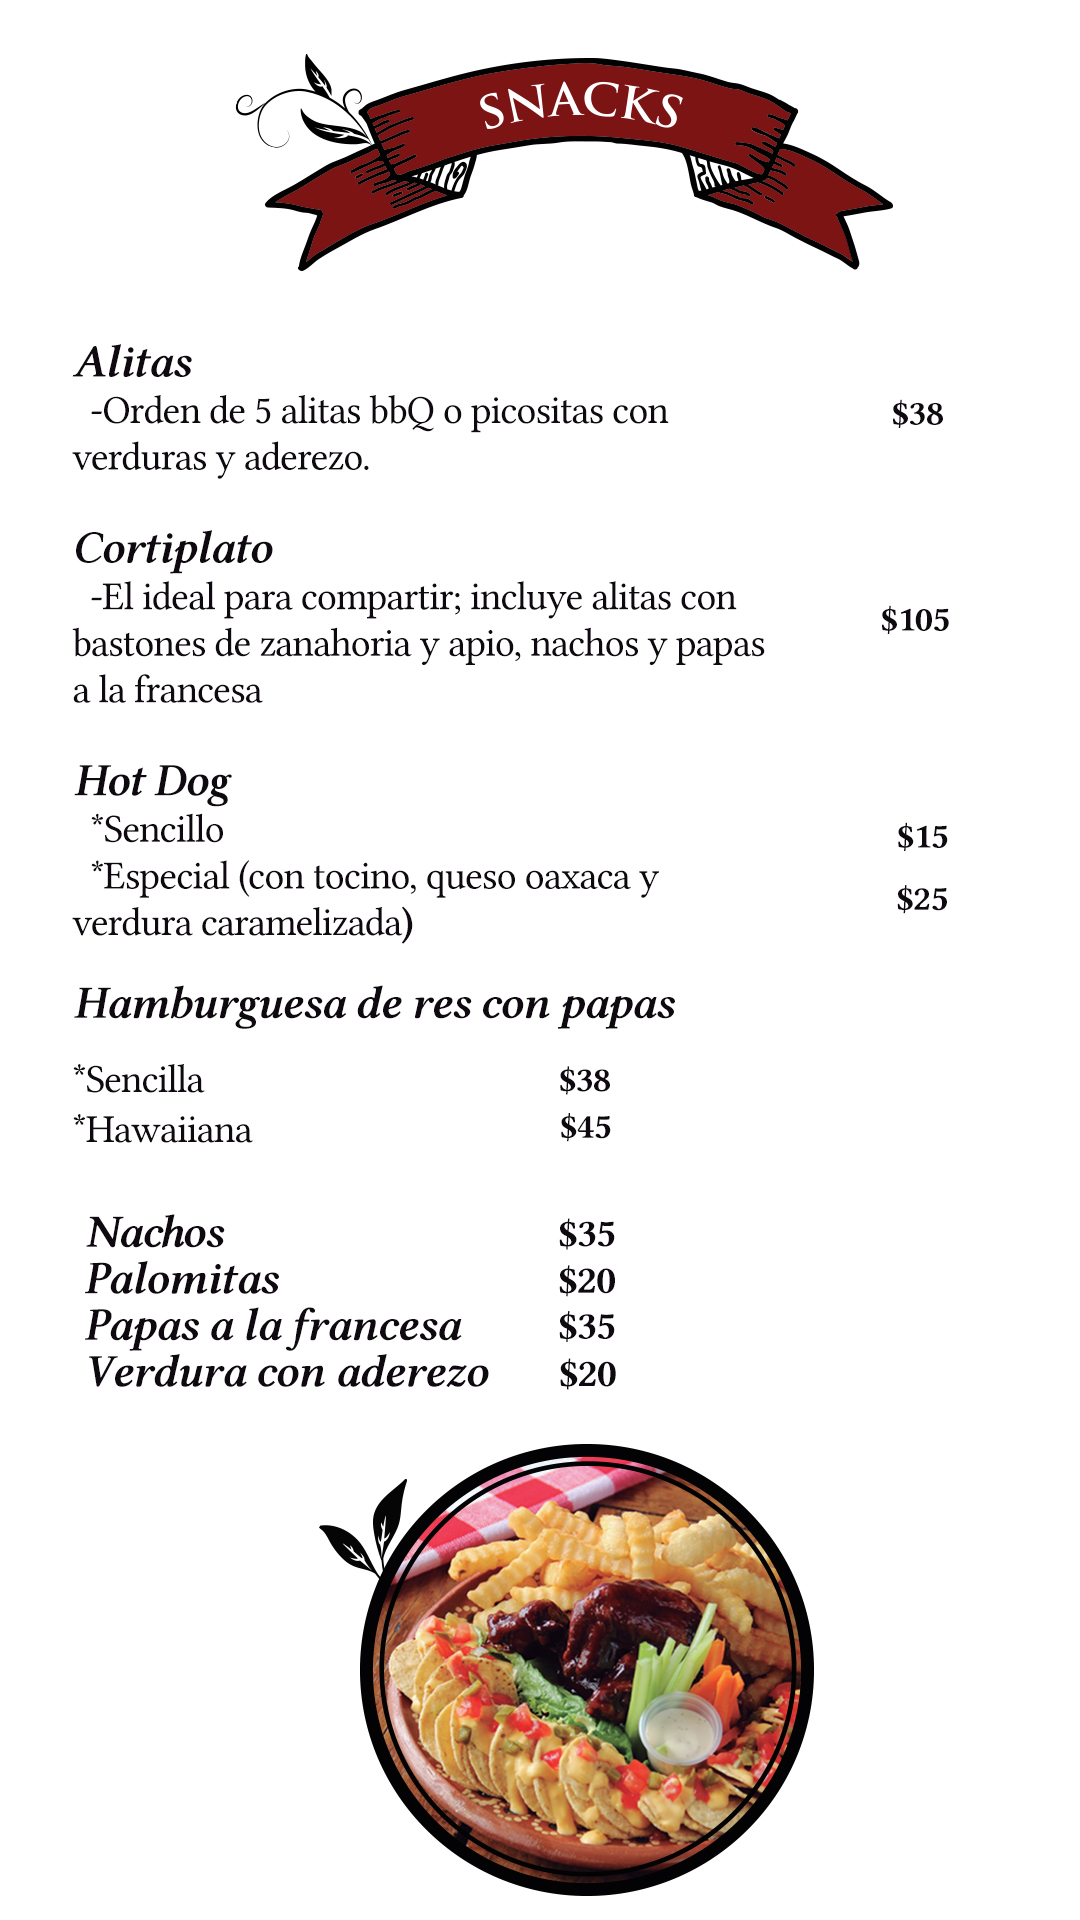 SNACKS
Alitas
-Orden de 5 alitas bbQ o picositas con $38
verduras y aderezo.
Cortiplato
-El ideal para compartir; incluye alitas con
bastones de zanahoria y apio, nachos y papas $105
a la francesa
Hot Dog
*Sencillo $15
*Especial (con tocino, queso oaxaca y $25
verdura caramelizada)
Hamburguesa de res con papas
*Sencilla $38
*Hawaiiana $45
Nachos $35
Palomitas $20
Papas a la francesa $35
Verdura con aderezo $20